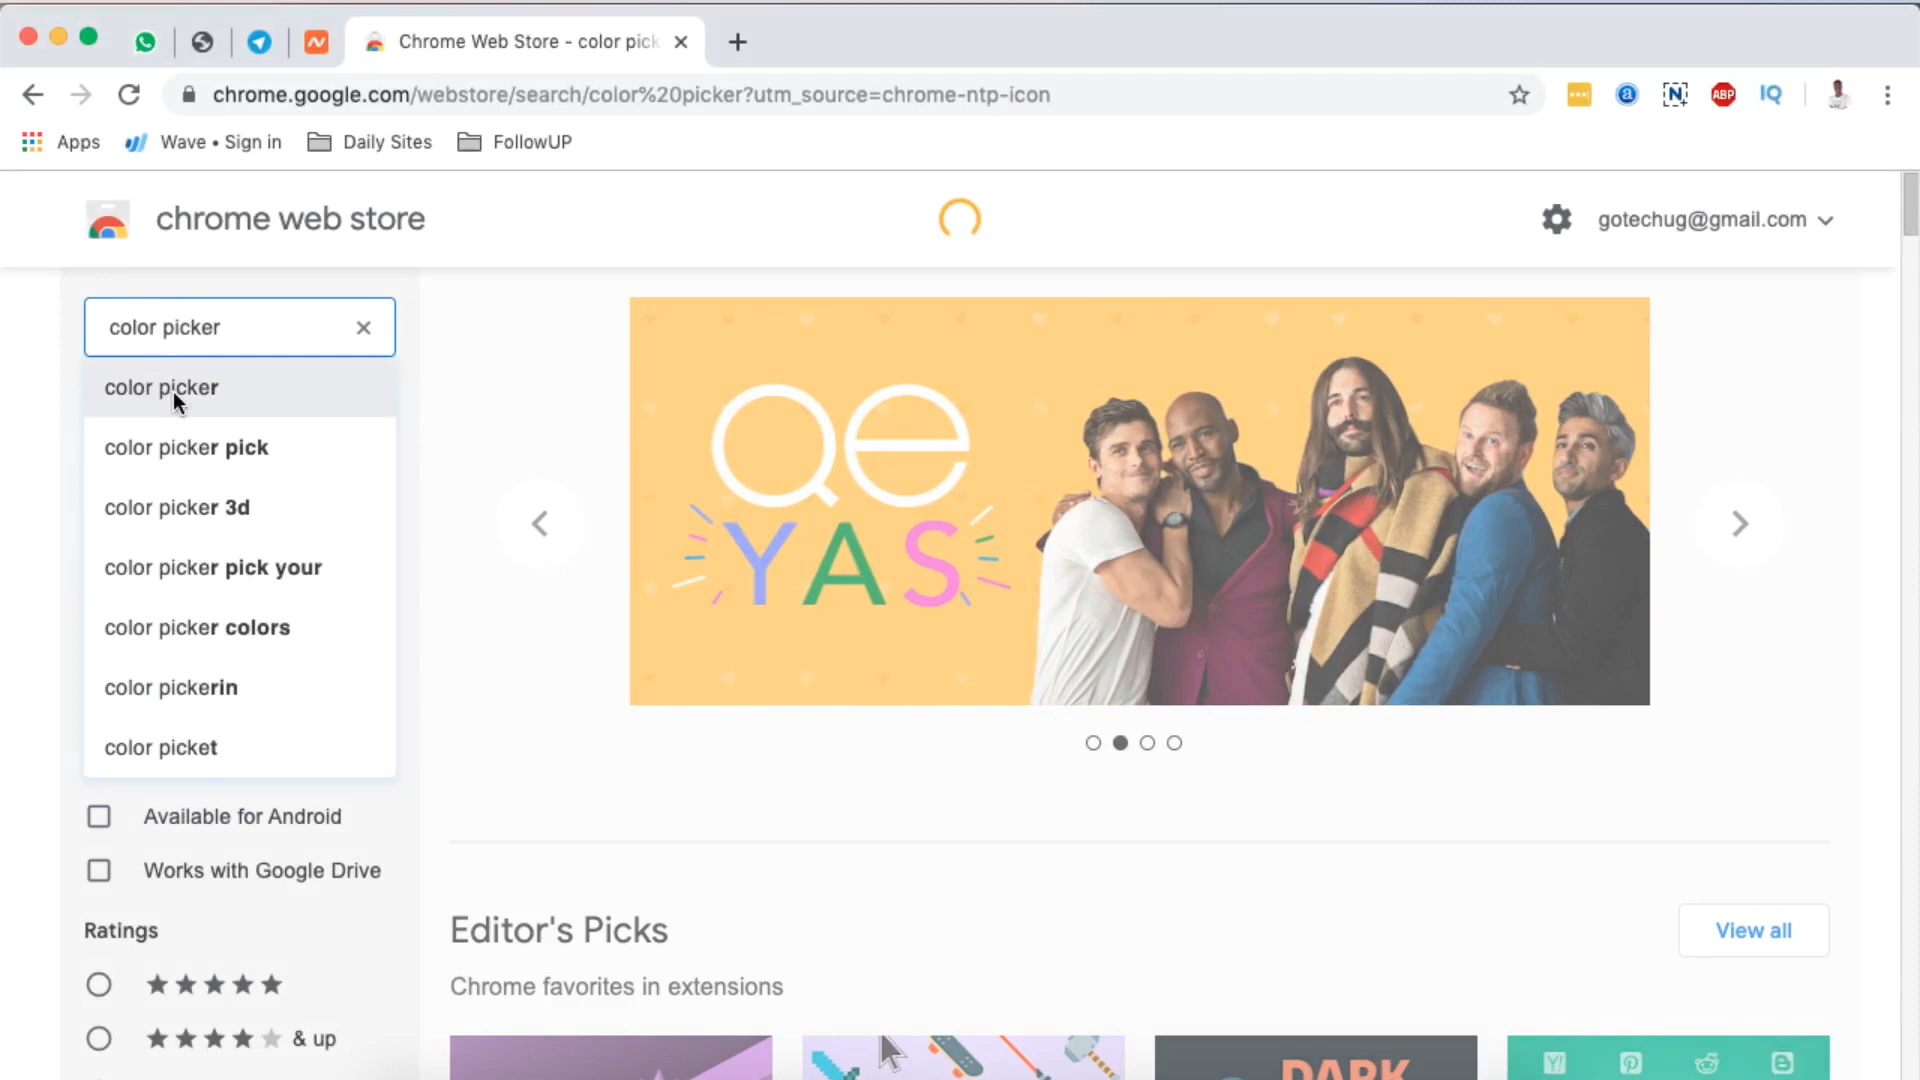 Chrome Web Store - color pick
chrome.google.com/webstore/search/color%20picker?utm_source=chrome-ntp-icon
ABP
IQ
Apps
Wave • Sign in
Daily Sites
FollowUP
chrome web store
gotechug@gmail.com
color picker
color picker
color picker pick
color picker 3d
color picker pick your
color picker colors
color pickerin
color picket
QE
YAS
Available for Android
Works with Google Drive
Ratings
& up
Editor's Picks
View all
Chrome favorites in extensions
DARK